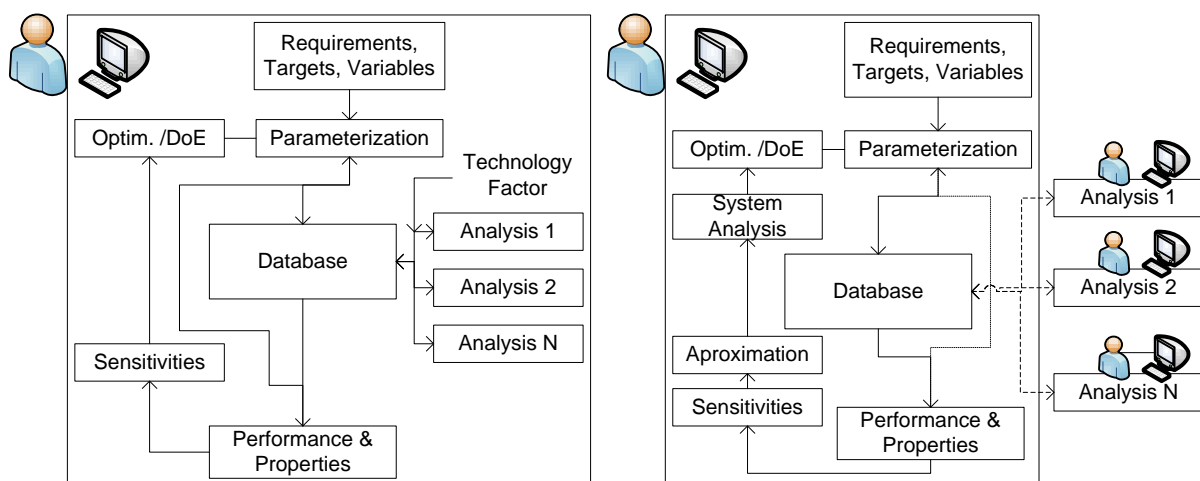 Requirements,
Targets, Variables
Optim. /DoE
Parameterization
Technology
Factor
Analysis 1
Database
Analysis 2
Analysis N
Sensitivities
Performance &
Properties
Requirements,
Targets, Variables
Optim. /DoE
Parameterization
System
Analysis
Analysis 1
Database
Analysis 2
Aproximation
Analysis N
Sensitivities
Performance &
Properties